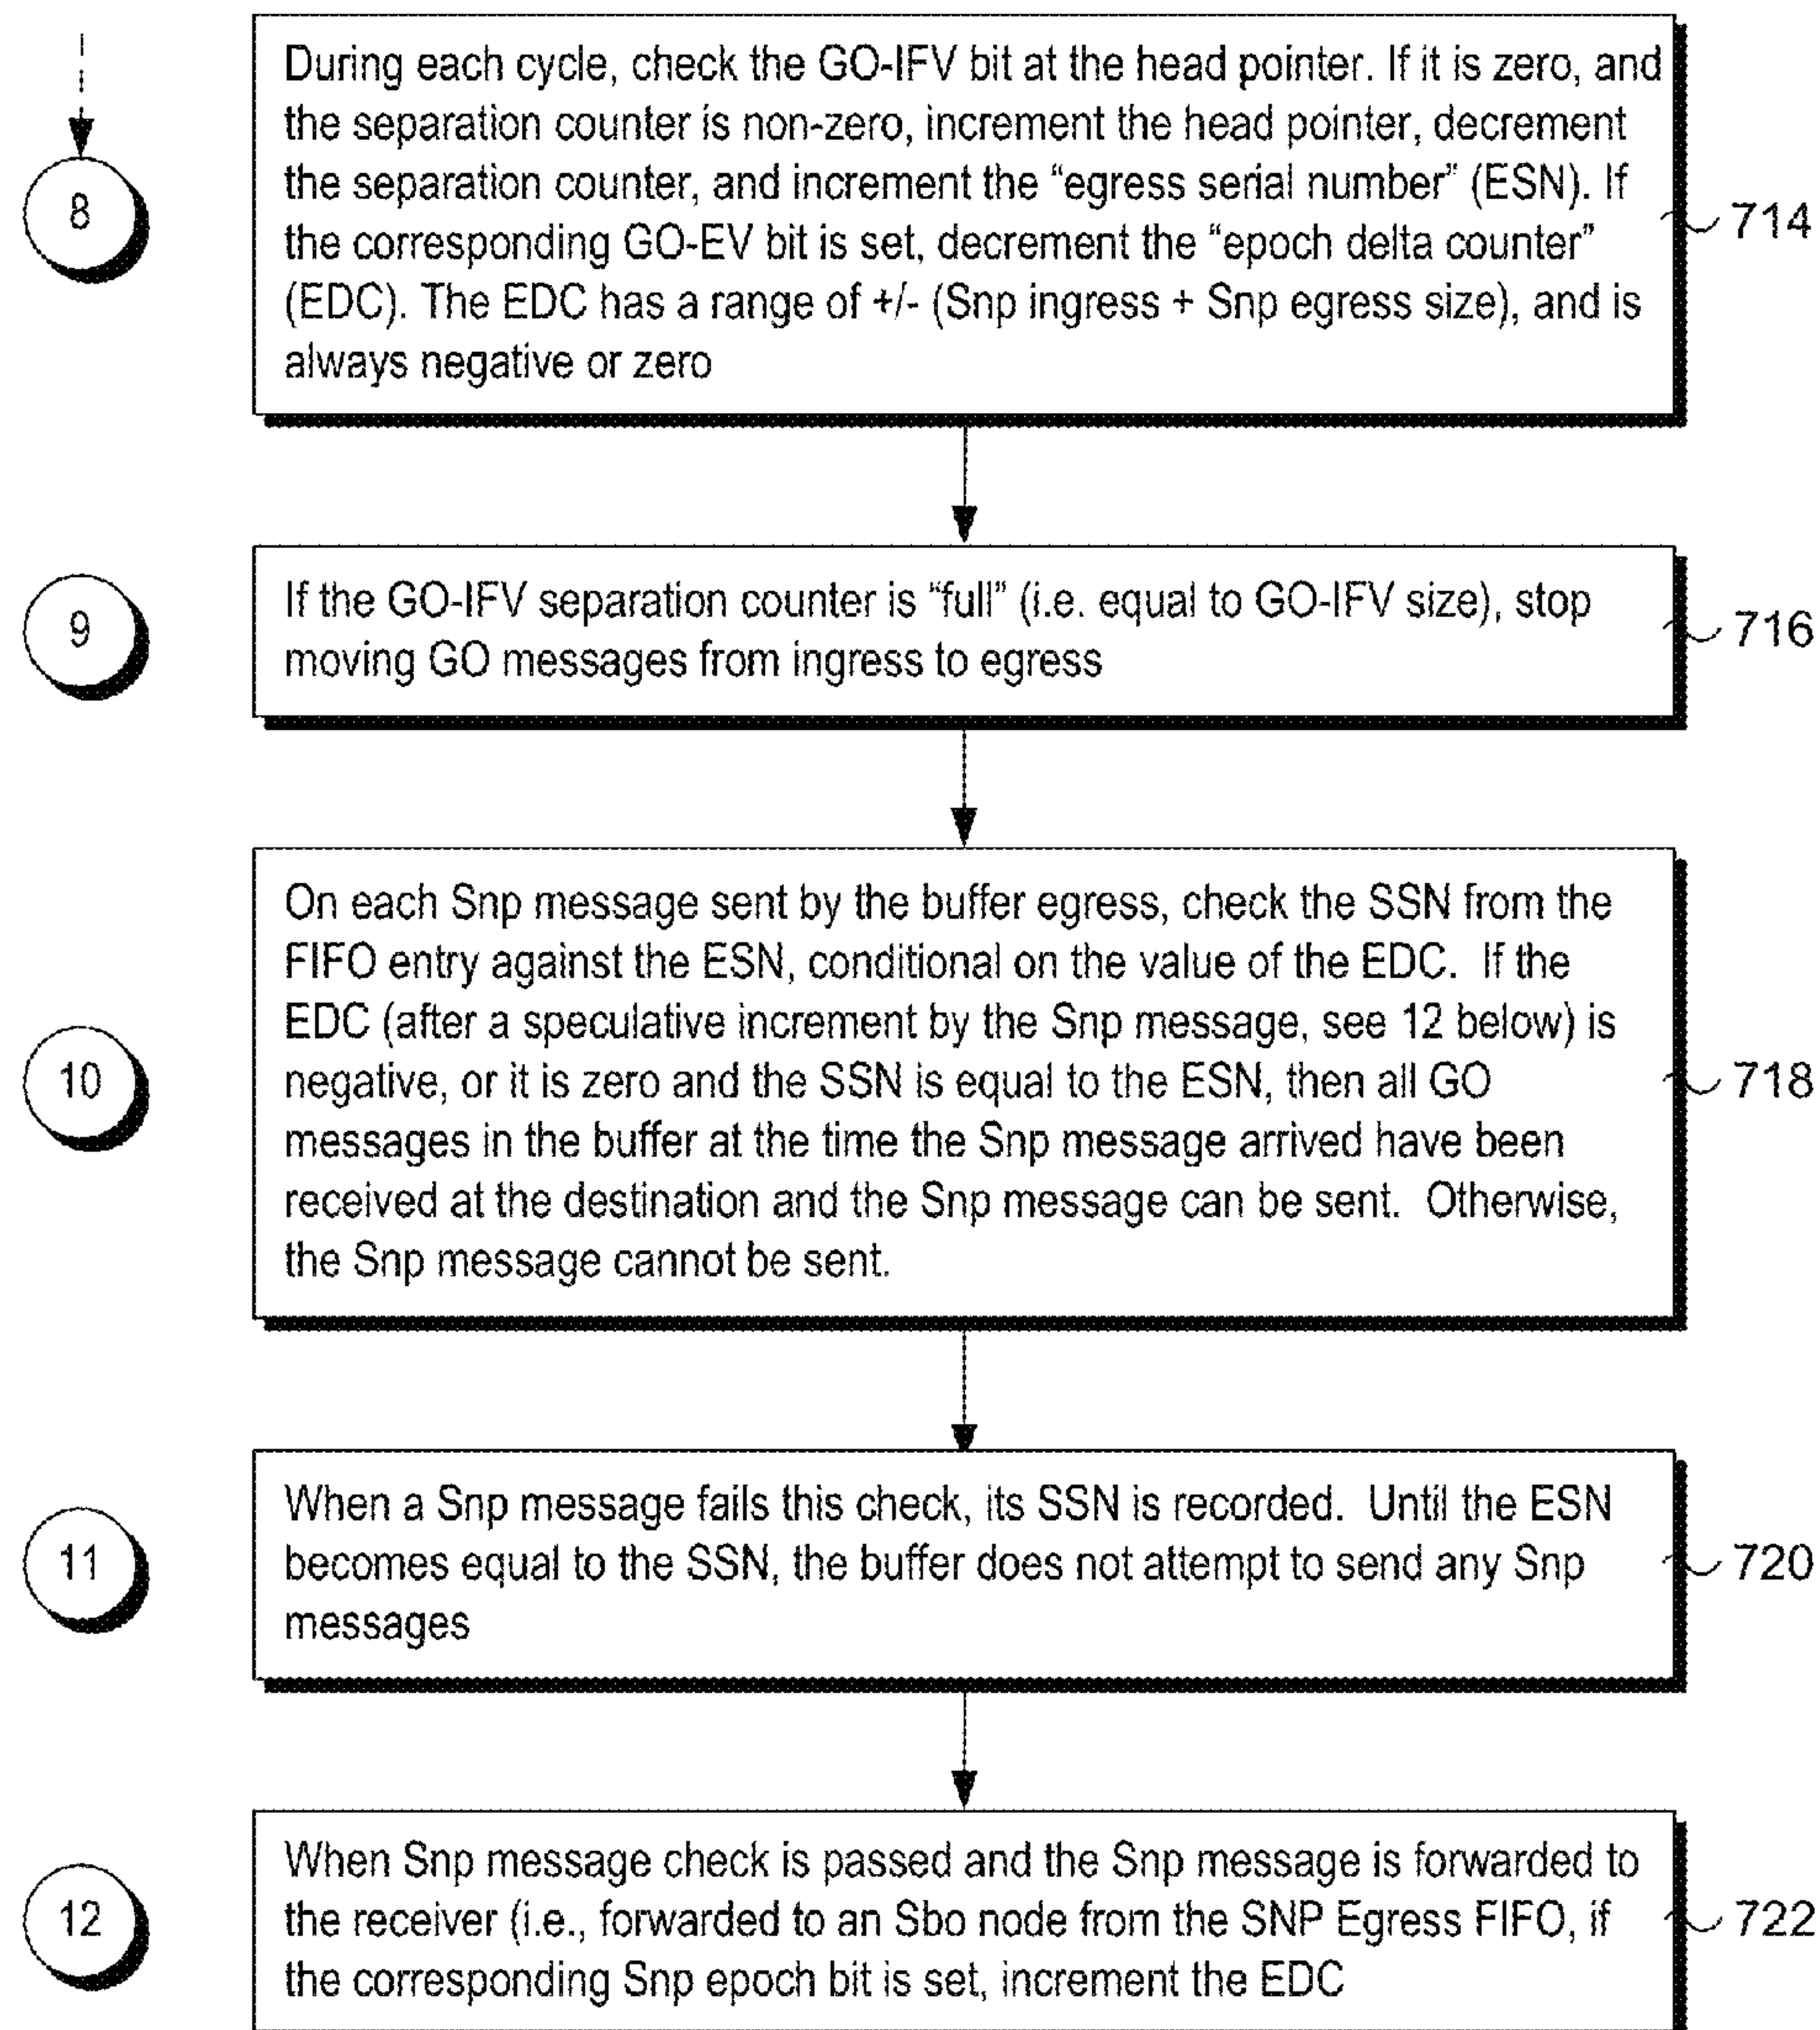 8
During each cycle, check the GO-IFV bit at the head pointer. If it is zero, and
the separation counter is non-zero, increment the head pointer, decrement
the separation counter, and increment the “egress serial number” (ESN). If
the corresponding GO-EV bit is set, decrement the “epoch delta counter”
(EDC). The EDC has a range of +/- (Snp ingress + Snp egress size), and is
always negative or zero
714
9
If the GO-IFV separation counter is “full” (i.e. equal to GO-IFV size), stop
moving GO messages from ingress to egress
716
10
On each Snp message sent by the buffer egress, check the SSN from the
FIFO entry against the ESN, conditional on the value of the EDC. If the
EDC (after a speculative increment by the Snp message, see 12 below) is
negative, or it is zero and the SSN is equal to the ESN, then all GO
messages in the buffer at the time the Snp message arrived have been
received at the destination and the Snp message can be sent. Otherwise,
the Snp message cannot be sent.
718
11
When a Snp message fails this check, its SSN is recorded. Until the ESN
becomes equal to the SSN, the buffer does not attempt to send any Snp
messages
720
12
When Snp message check is passed and the Snp message is forwarded to
the receiver (i.e., forwarded to an Sbo node from the SNP Egress FIFO, if
the corresponding Snp epoch bit is set, increment the EDC
722